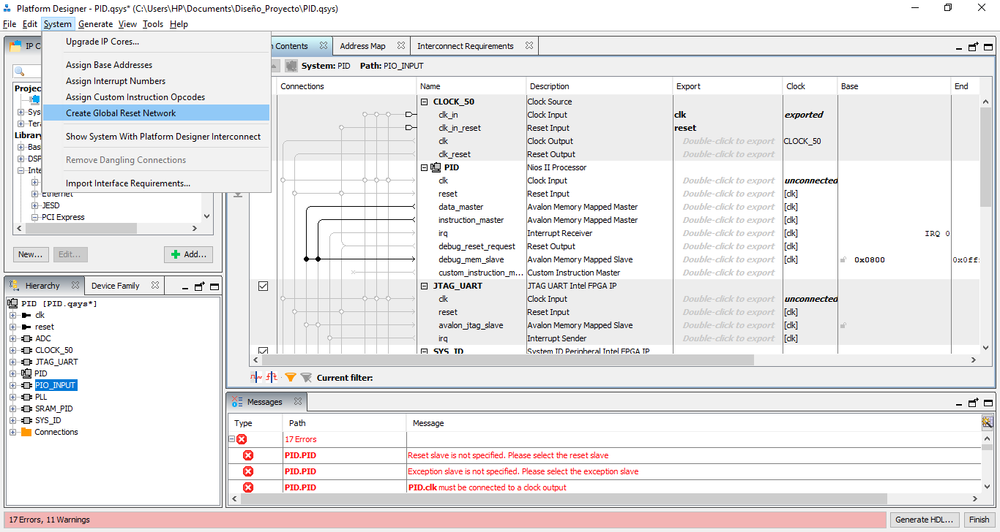 Platform Designer - PID.qsys* (C:\Users\HP\Documents\Diseño_Proyecto\PID.qsys)
File Edit System Generate View Tools Help
Upgrade IP Cores...
Assign Base Addresses
Assign Interrupt Numbers
Assign Custom Instruction Opcodes
Create Global Reset Network
Show System With Platform Designer Interconnect
Remove Dangling Connections
Import Interface Requirements...
IP C
Projec
Sys
Tera
Library
Bas
DSP
Inte
Ethernet
JESD
PCI Express
New... Edit... Add...
Contents Address Map Interconnect Requirements
System: PID Path: PIO_INPUT
Connections Name Description Export Clock Base End
CLOCK_50 Clock Source
clk_in Clock Input clk exported
clk_in_reset Reset Input reset
clk Clock Output Double-click to export CLOCK_50
clk_reset Reset Output Double-click to export
PID Nios II Processor
clk Clock Input Double-click to export unconnected
reset Reset Input Double-click to export [clk]
data_master Avalon Memory Mapped Master Double-click to export [clk]
instruction_master Avalon Memory Mapped Master Double-click to export [clk]
irq Interrupt Receiver Double-click to export [clk] IRQ 0
debug_reset_request Reset Output Double-click to export [clk]
debug_mem_slave Avalon Memory Mapped Slave Double-click to export [clk] 0x0800 0x0ff
custom_instruction_m... Custom Instruction Master Double-click to export
JTAG_UART JTAG UART Intel FPGA IP
clk Clock Input Double-click to export unconnected
reset Reset Input Double-click to export [clk]
avalon_jtag_slave Avalon Memory Mapped Slave Double-click to export [clk]
irq Interrupt Sender Double-click to export [clk]
SYS_ID System ID Peripheral Intel FPGA IP
Current filter:
Hierarchy Device Family
PID [PID.qsys*]
clk
reset
ADC
CLOCK_50
JTAG_UART
PID
PIO_INPUT
PLL
SRAM_PID
SYS_ID
Connections
Messages
Type Path Message
17 Errors
PID.PID Reset slave is not specified. Please select the reset slave
PID.PID Exception slave is not specified. Please select the exception slave
PID.PID PID.clk must be connected to a clock output
17 Errors, 11 Warnings
Generate HDL... Finish